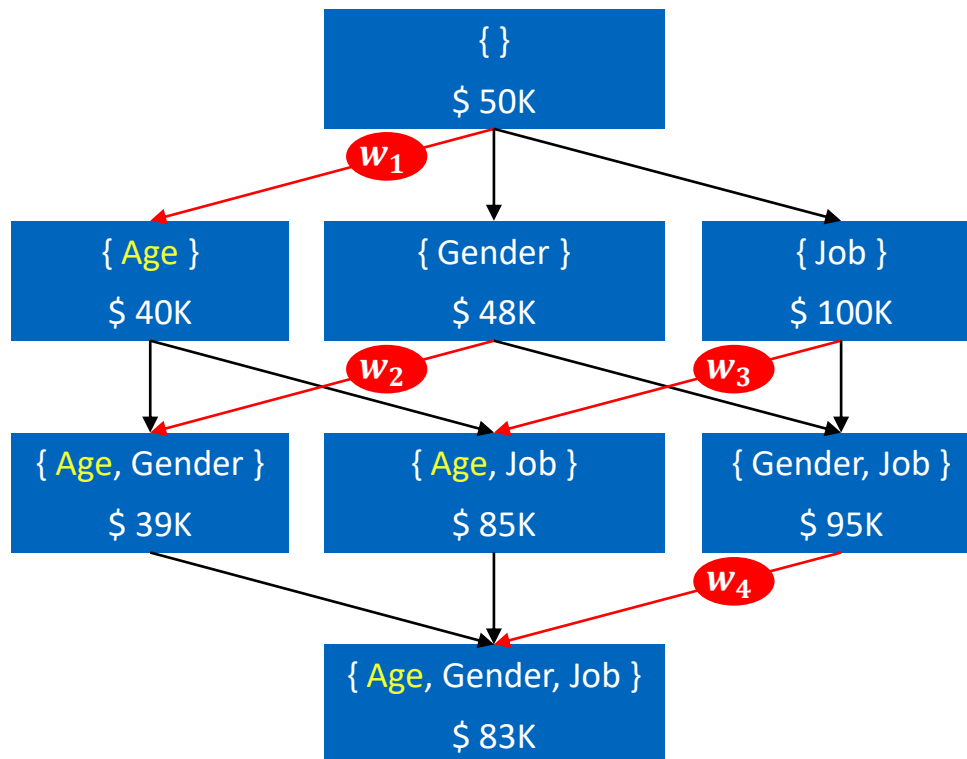 { }
$ 50K
w₁
{ Age }
$ 40K
{ Gender }
$ 48K
{ Job }
$ 100K
w₂
w₃
{ Age, Gender }
$ 39K
{ Age, Job }
$ 85K
{ Gender, Job }
$ 95K
w₄
{ Age, Gender, Job }
$ 83K